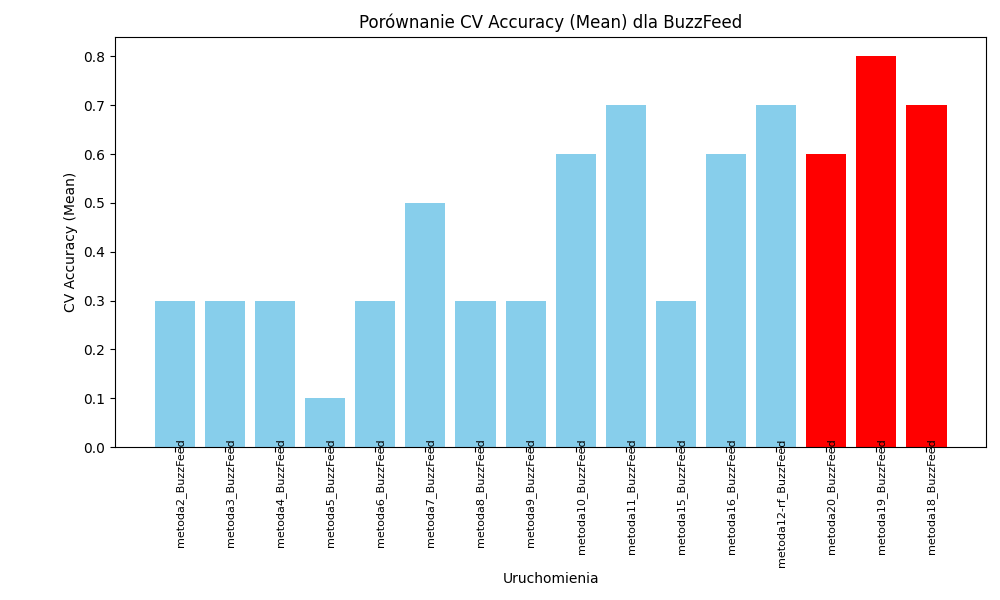 Porównanie CV Accuracy (Mean) dla BuzzFeed
CV Accuracy (Mean)
0.8
0.7
0.6
0.5
0.4
0.3
0.2
0.1
0.0
metoda2_BuzzFeed
metoda3_BuzzFeed
metoda4_BuzzFeed
metoda5_BuzzFeed
metoda6_BuzzFeed
metoda7_BuzzFeed
metoda8_BuzzFeed
metoda9_BuzzFeed
metoda10_BuzzFeed
metoda11_BuzzFeed
metoda15_BuzzFeed
metoda16_BuzzFeed
metoda12-rf_BuzzFeed
metoda20_BuzzFeed
metoda19_BuzzFeed
metoda18_BuzzFeed
Uruchomienia